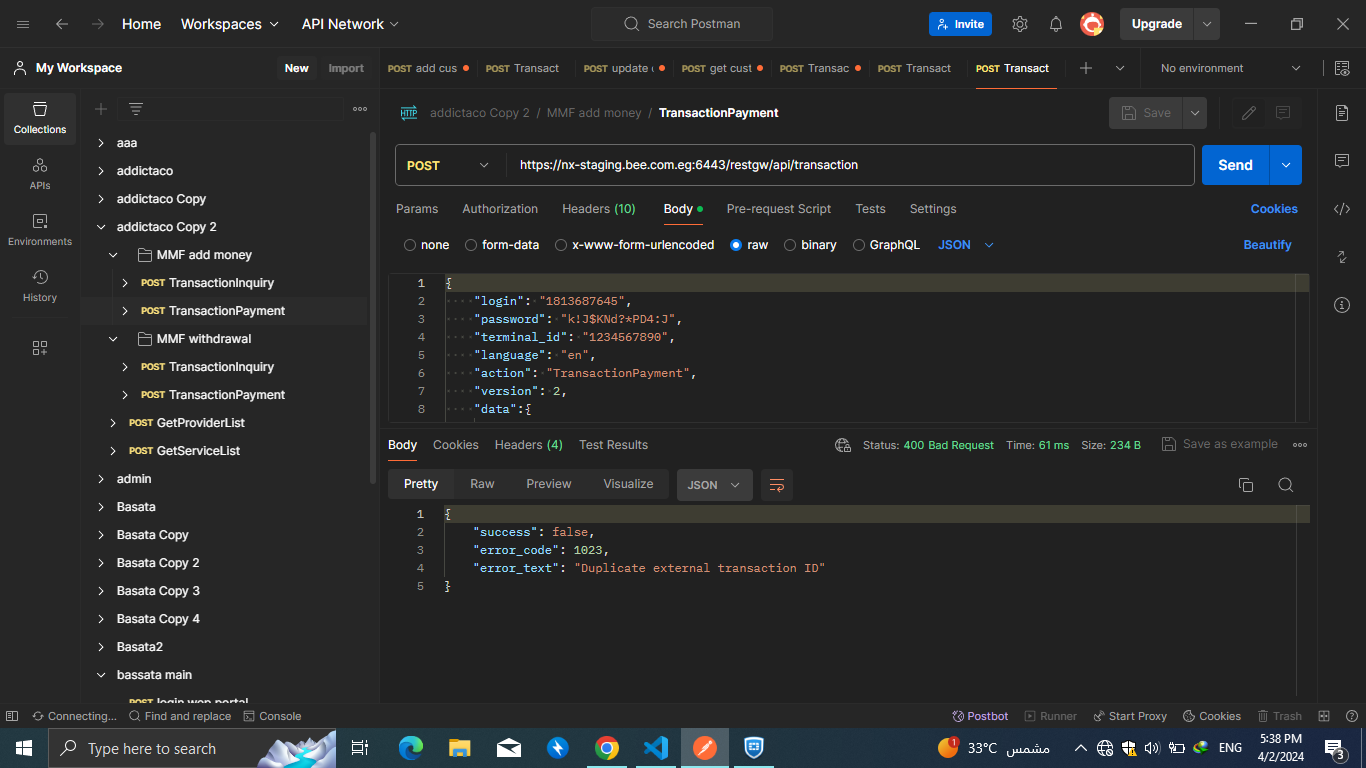 Home Workspaces API Network Search Postman Invite Upgrade
My Workspace New Import POST add cus POST Transact POST update POST get cust POST Transac POST Transact POST Transact No environment
Collections
APIs
Environments
History
aaa
addictaco
addictaco Copy
addictaco Copy 2
MMF add money
POST TransactionInquiry
POST TransactionPayment
MMF withdrawal
POST TransactionInquiry
POST TransactionPayment
POST GetProviderList
POST GetServiceList
admin
Basata
Basata Copy
Basata Copy 2
Basata Copy 3
Basata Copy 4
Basata2
bassata main
HTTP addictaco Copy 2 / MMF add money / TransactionPayment Save
POST https://nx-staging.bee.com.eg:6443/restgw/api/transaction Send
Params Authorization Headers (10) Body Pre-request Script Tests Settings Cookies
none form-data x-www-form-urlencoded raw binary GraphQL JSON Beautify
1 {
2 "login": "1813687645",
3 "password": "k!J$KNd?*PD4:J",
4 "terminal_id": "1234567890",
5 "language": "en",
6 "action": "TransactionPayment",
7 "version": 2,
8 "data":{
Body Cookies Headers (4) Test Results Status: 400 Bad Request Time: 61 ms Size: 234 B Save as example
Pretty Raw Preview Visualize JSON
1 {
2 "success": false,
3 "error_code": 1023,
4 "error_text": "Duplicate external transaction ID"
5 }
Connecting... Find and replace Console Postbot Runner Start Proxy Cookies Trash
Type here to search 1 33°C مشمس ENG 5:38 PM
4/2/2024 3